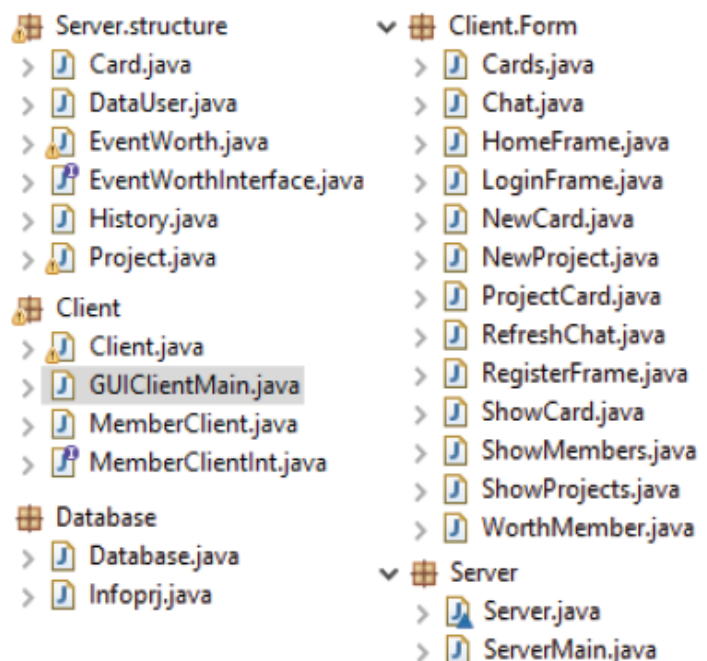 Server.structure
Card.java
DataUser.java
EventWorth.java
EventWorthInterface.java
History.java
Project.java
Client
Client.java
GUIClientMain.java
MemberClient.java
MemberClientInt.java
Database
Database.java
Infoprj.java
Client.Form
Cards.java
Chat.java
HomeFrame.java
LoginFrame.java
NewCard.java
NewProject.java
ProjectCard.java
RefreshChat.java
RegisterFrame.java
ShowCard.java
ShowMembers.java
ShowProjects.java
WorthMember.java
Server
Server.java
ServerMain.java